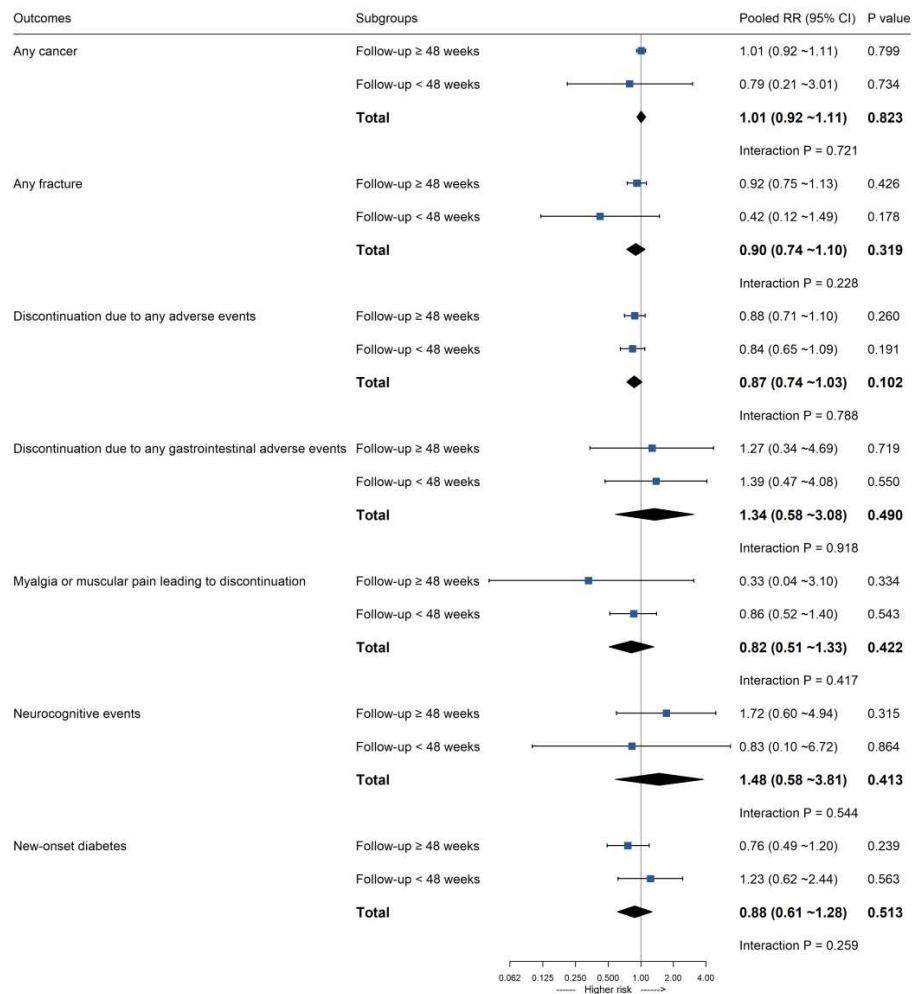 Outcomes Subgroups Pooled RR (95% CI) P value
Any cancer Follow-up ≥ 48 weeks 1.01 (0.92 ~1.11) 0.799
Follow-up < 48 weeks 0.79 (0.21 ~3.01) 0.734
Total 1.01 (0.92 ~1.11) 0.823
Interaction P = 0.721
Any fracture Follow-up ≥ 48 weeks 0.92 (0.75 ~1.13) 0.426
Follow-up < 48 weeks 0.42 (0.12 ~1.49) 0.178
Total 0.90 (0.74 ~1.10) 0.319
Interaction P = 0.228
Discontinuation due to any adverse events Follow-up ≥ 48 weeks 0.88 (0.71 ~1.10) 0.260
Follow-up < 48 weeks 0.84 (0.65 ~1.09) 0.191
Total 0.87 (0.74 ~1.03) 0.102
Interaction P = 0.788
Discontinuation due to any gastrointestinal adverse events Follow-up ≥ 48 weeks 1.27 (0.34 ~4.69) 0.719
Follow-up < 48 weeks 1.39 (0.47 ~4.08) 0.550
Total 1.34 (0.58 ~3.08) 0.490
Interaction P = 0.918
Myalgia or muscular pain leading to discontinuation Follow-up ≥ 48 weeks 0.33 (0.04 ~3.10) 0.334
Follow-up < 48 weeks 0.86 (0.52 ~1.40) 0.543
Total 0.82 (0.51 ~1.33) 0.422
Interaction P = 0.417
Neurocognitive events Follow-up ≥ 48 weeks 1.72 (0.60 ~4.94) 0.315
Follow-up < 48 weeks 0.83 (0.10 ~6.72) 0.864
Total 1.48 (0.58 ~3.81) 0.413
Interaction P = 0.544
New-onset diabetes Follow-up ≥ 48 weeks 0.76 (0.49 ~1.20) 0.239
Follow-up < 48 weeks 1.23 (0.62 ~2.44) 0.563
Total 0.88 (0.61 ~1.28) 0.513
Interaction P = 0.259
0.062 0.125 0.250 0.500 1.00 2.00 4.00
------ Higher risk ------>